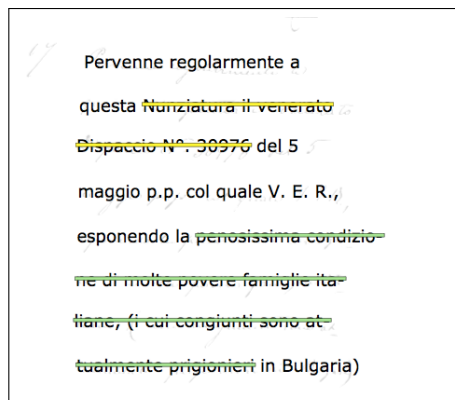 Pervenne regolarmente a
questa Nunziatura il venerato
Dispaccio N°. 30976 del 5
maggio p.p. col quale V. E. R.,
esponendo la penosissima condizio-
ne di molte povere famiglie ita-
liane, (i cui congiunti sono at-
tualmente prigionieri in Bulgaria)